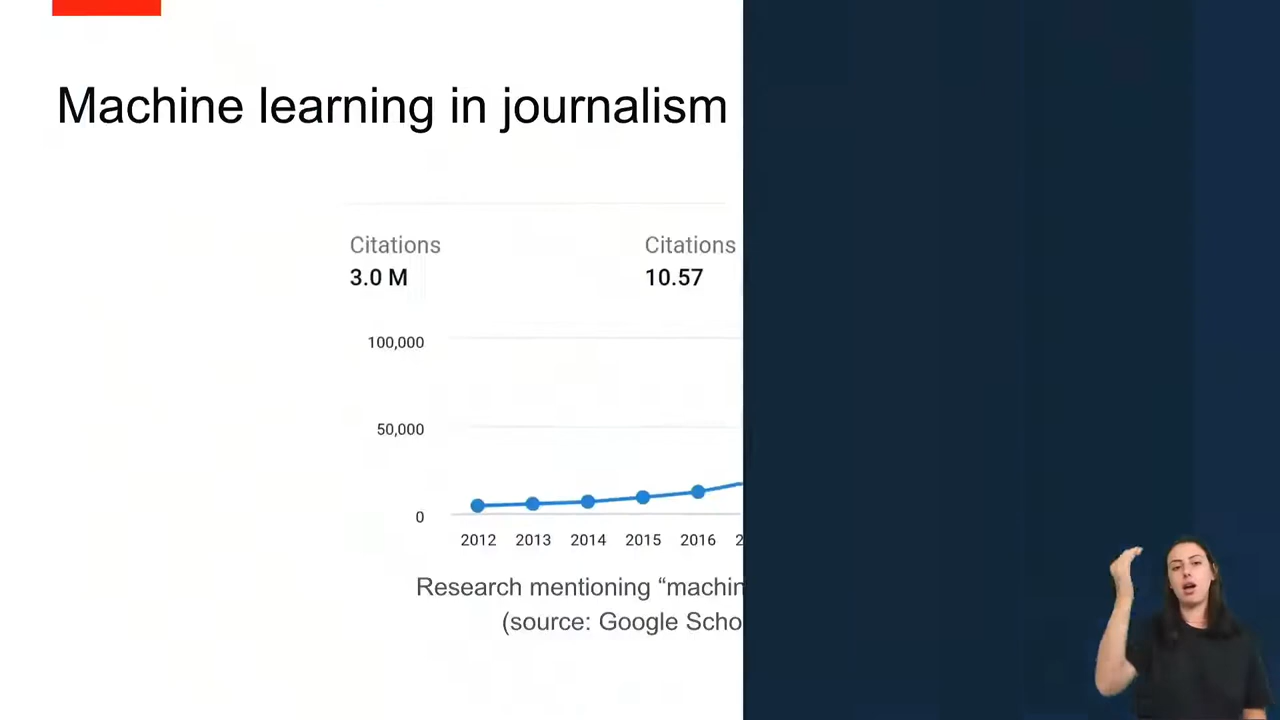 Machine learning in journalism
Citations Citations
3.0 M 10.57
100,000
50,000
0
2012 2013 2014 2015 2016 2
Research mentioning “machin
(source: Google Scho